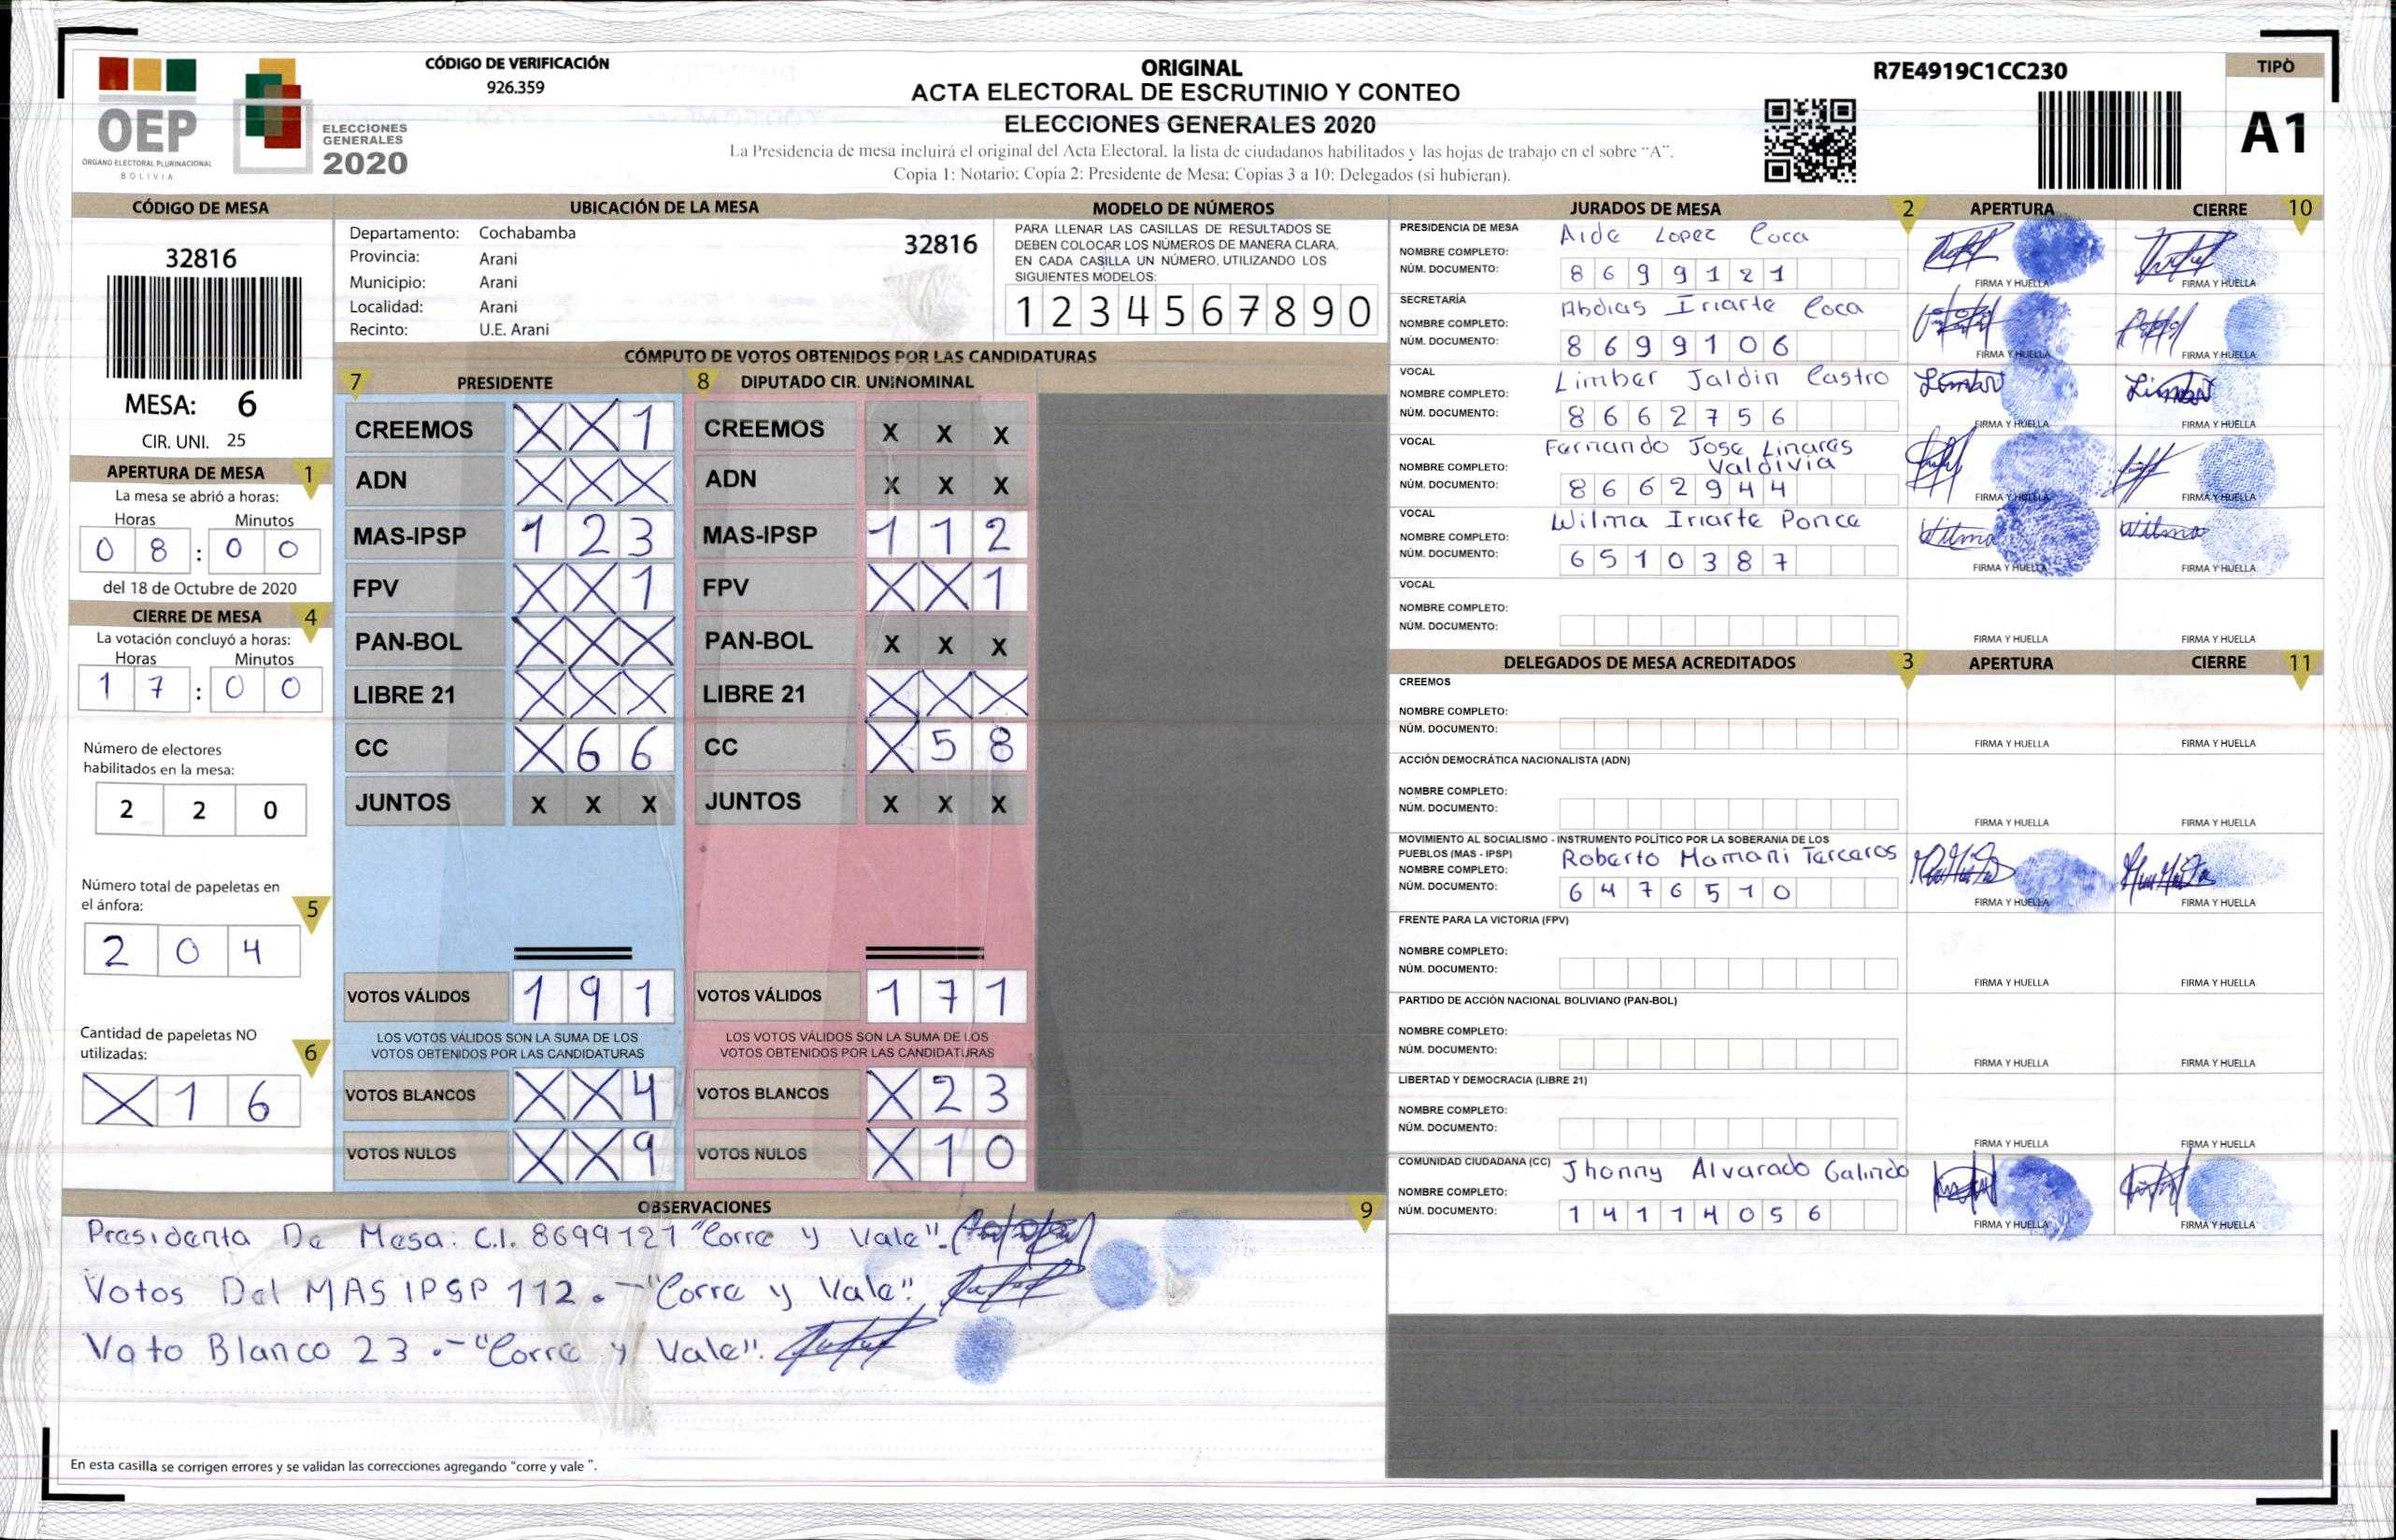 CÓDIGO DE VERIFICACIÓN
926.359
OEP
ÓRGANO ELECTORAL PLURINACIONAL
BOLIVIA
ELECCIONES
GENERALES
2020
ORIGINAL
ACTA ELECTORAL DE ESCRUTINIO Y CONTEO
ELECCIONES GENERALES 2020
La Presidencia de mesa incluirá el original del Acta Electoral, la lista de ciudadanos habilitados y las hojas de trabajo en el sobre “A”.
Copia 1: Notario; Copia 2: Presidente de Mesa; Copias 3 a 10: Delegados (si hubieran).
R7E4919C1CC230
TIPO
A1
CÓDIGO DE MESA
32816
MESA: 6
CIR. UNI. 25
APERTURA DE MESA 1
La mesa se abrió a horas:
Horas Minutos
0 8 : 0 0
del 18 de Octubre de 2020
CIERRE DE MESA 4
La votación concluyó a horas:
Horas Minutos
1 7 : 0 0
Número de electores
habilitados en la mesa:
2 2 0
Número total de papeletas en
el ánfora: 5
2 0 4
Cantidad de papeletas NO
utilizadas: 6
X 1 6
UBICACIÓN DE LA MESA
Departamento: Cochabamba 32816
Provincia: Arani
Municipio: Arani
Localidad: Arani
Recinto: U.E. Arani
MODELO DE NÚMEROS
PARA LLENAR LAS CASILLAS DE RESULTADOS SE
DEBEN COLOCAR LOS NÚMEROS DE MANERA CLARA,
EN CADA CASILLA UN NÚMERO, UTILIZANDO LOS
SIGUIENTES MODELOS:
1 2 3 4 5 6 7 8 9 0
CÓMPUTO DE VOTOS OBTENIDOS POR LAS CANDIDATURAS
7 PRESIDENTE 8 DIPUTADO CIR. UNINOMINAL
CREEMOS X X 1 CREEMOS X X X
ADN X X X ADN X X X
MAS-IPSP 1 2 3 MAS-IPSP 1 1 2
FPV X X 1 FPV X X 1
PAN-BOL X X X PAN-BOL X X X
LIBRE 21 X X X LIBRE 21 X X X
CC X 6 6 CC X 5 8
JUNTOS X X X JUNTOS X X X
VOTOS VÁLIDOS 1 9 1 VOTOS VÁLIDOS 1 7 1
LOS VOTOS VÁLIDOS SON LA SUMA DE LOS LOS VOTOS VÁLIDOS SON LA SUMA DE LOS
VOTOS OBTENIDOS POR LAS CANDIDATURAS VOTOS OBTENIDOS POR LAS CANDIDATURAS
VOTOS BLANCOS X X 4 VOTOS BLANCOS X 2 3
VOTOS NULOS X X 9 VOTOS NULOS X 1 0
OBSERVACIONES 9
Presidenta De Mesa: C.I. 8699121 "Corre y Vale".
Votos Del MAS IPSP 112 .- "Corre y Vale".
Voto Blanco 23 .- "Corre y Vale".
En esta casilla se corrigen errores y se validan las correcciones agregando “corre y vale ”.
JURADOS DE MESA 2 APERTURA CIERRE 10
PRESIDENCIA DE MESA
NOMBRE COMPLETO: Aide Lopez Coca
NÚM. DOCUMENTO: 8 6 9 9 1 2 1
FIRMA Y HUELLA FIRMA Y HUELLA
SECRETARÍA
NOMBRE COMPLETO: Abdias Iriarte Coca
NÚM. DOCUMENTO: 8 6 9 9 1 0 6
FIRMA Y HUELLA FIRMA Y HUELLA
VOCAL
NOMBRE COMPLETO: Limber Jaldin Castro
NÚM. DOCUMENTO: 8 6 6 2 7 5 6
FIRMA Y HUELLA FIRMA Y HUELLA
VOCAL
NOMBRE COMPLETO: Fernando Jose Linares
Valdivia
NÚM. DOCUMENTO: 8 6 6 2 9 4 4
FIRMA Y HUELLA FIRMA Y HUELLA
VOCAL
NOMBRE COMPLETO: Wilma Iriarte Ponce
NÚM. DOCUMENTO: 6 5 1 0 3 8 7
Wilma Wilma
FIRMA Y HUELLA FIRMA Y HUELLA
VOCAL
NOMBRE COMPLETO:
NÚM. DOCUMENTO:
FIRMA Y HUELLA FIRMA Y HUELLA
DELEGADOS DE MESA ACREDITADOS 3 APERTURA CIERRE 11
CREEMOS
NOMBRE COMPLETO:
NÚM. DOCUMENTO:
FIRMA Y HUELLA FIRMA Y HUELLA
ACCIÓN DEMOCRÁTICA NACIONALISTA (ADN)
NOMBRE COMPLETO:
NÚM. DOCUMENTO:
FIRMA Y HUELLA FIRMA Y HUELLA
MOVIMIENTO AL SOCIALISMO - INSTRUMENTO POLÍTICO POR LA SOBERANIA DE LOS
PUEBLOS (MAS - IPSP)
NOMBRE COMPLETO: Roberto Mamani Terceros
NÚM. DOCUMENTO: 6 4 7 6 5 1 0
FIRMA Y HUELLA FIRMA Y HUELLA
FRENTE PARA LA VICTORIA (FPV)
NOMBRE COMPLETO:
NÚM. DOCUMENTO:
FIRMA Y HUELLA FIRMA Y HUELLA
PARTIDO DE ACCIÓN NACIONAL BOLIVIANO (PAN-BOL)
NOMBRE COMPLETO:
NÚM. DOCUMENTO:
FIRMA Y HUELLA FIRMA Y HUELLA
LIBERTAD Y DEMOCRACIA (LIBRE 21)
NOMBRE COMPLETO:
NÚM. DOCUMENTO:
FIRMA Y HUELLA FIRMA Y HUELLA
COMUNIDAD CIUDADANA (CC)
NOMBRE COMPLETO: Jhonny Alvarado Galindo
NÚM. DOCUMENTO: 1 4 1 1 4 0 5 6
FIRMA Y HUELLA FIRMA Y HUELLA